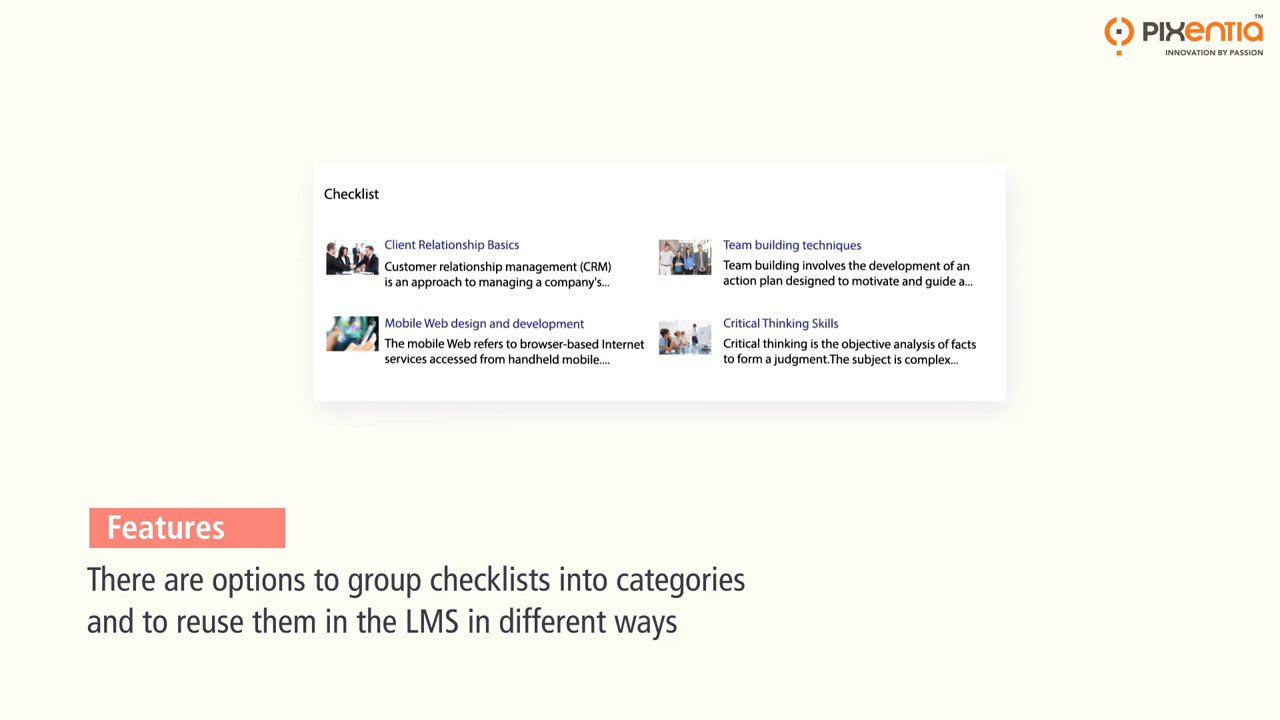 PIXENTIA™
INNOVATION BY PASSION
Checklist
Client Relationship Basics
Customer relationship management (CRM)
is an approach to managing a company's...
Team building techniques
Team building involves the development of an
action plan designed to motivate and guide a...
Mobile Web design and development
The mobile Web refers to browser-based Internet
services accessed from handheld mobile....
Critical Thinking Skills
Critical thinking is the objective analysis of facts
to form a judgment.The subject is complex...
Features
There are options to group checklists into categories
and to reuse them in the LMS in different ways